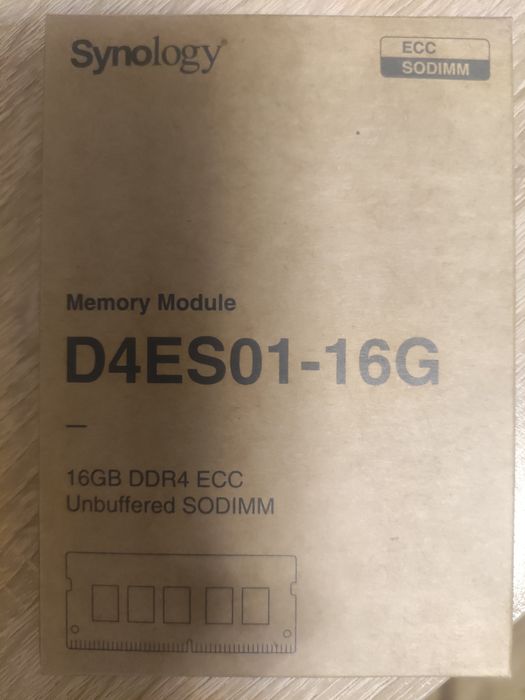 Synology
ECC
SODIMM
Memory Module
D4ES01-16G
16GB DDR4 ECC
Unbuffered SODIMM